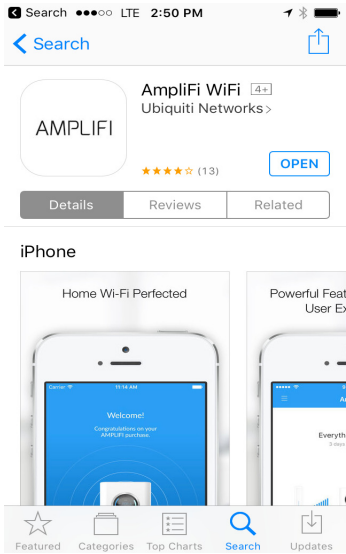 Search LTE 2:50 PM
Search
AmpliFi WiFi 4+
Ubiquiti Networks >
AMPLIFI
(13)
OPEN
Details Reviews Related
iPhone
Home Wi-Fi Perfected
Powerful Feat
User Ex
Carrier 11:14 AM
Welcome!
Congratulations on your
AMPLIFI purchase.
Everyth
Featured Categories Top Charts Search Updates